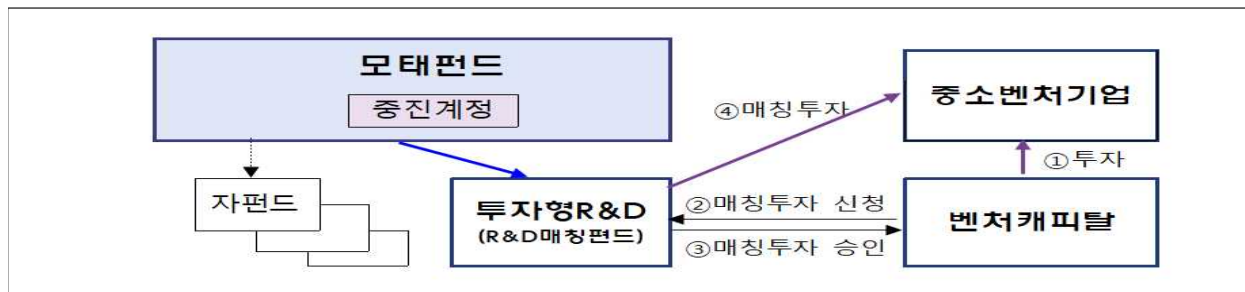 모태펀드
중진계정
중소벤처기업
④매칭투자
①투자
자펀드
투자형R&D
(R&D매칭펀드)
②매칭투자 신청
③매칭투자 승인
벤처캐피탈